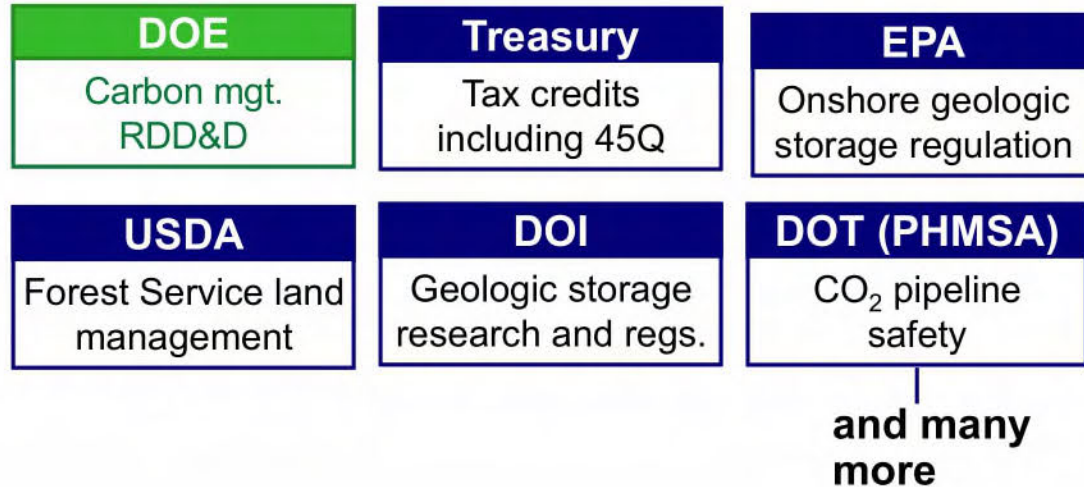 DOE
Carbon mgt.
RDD&D
Treasury
Tax credits
including 45Q
EPA
Onshore geologic
storage regulation
USDA
Forest Service land
management
DOI
Geologic storage
research and regs.
DOT (PHMSA)
CO₂ pipeline
safety
and many
more